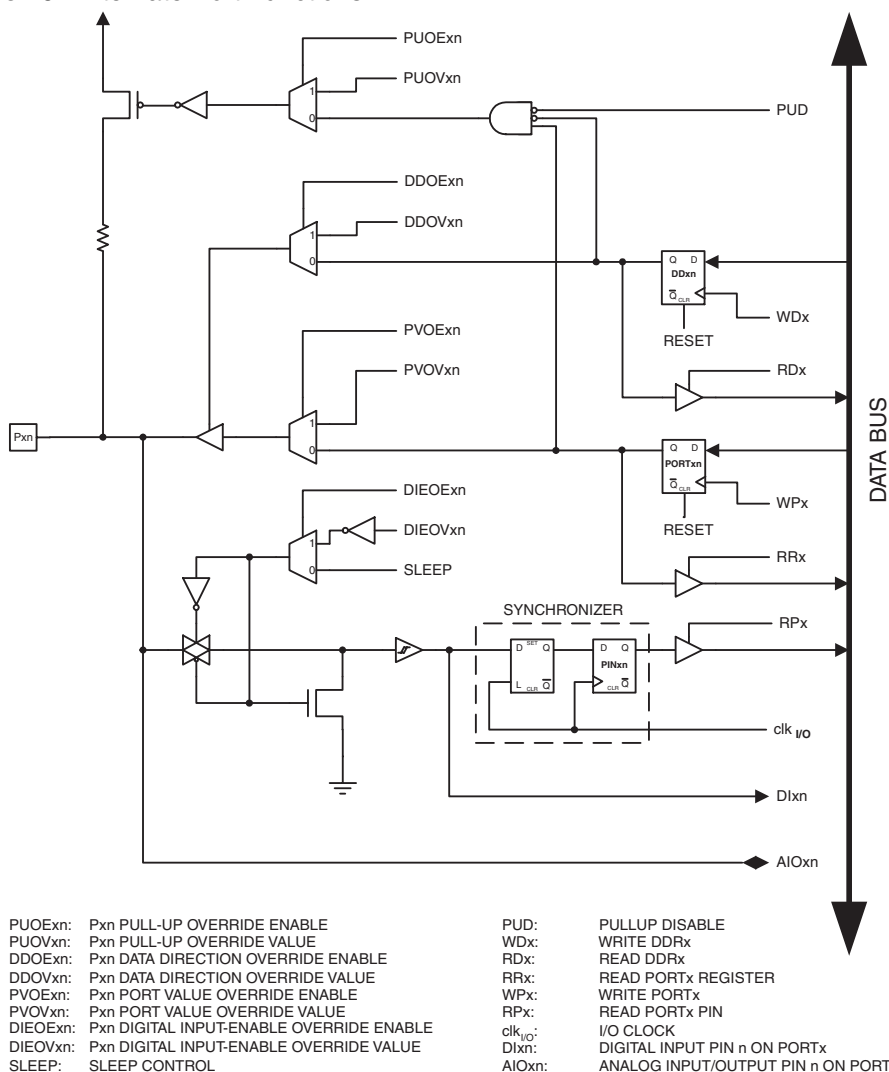 PUOExn
PUOVxn
1
0
PUD
DDOExn
DDOVxn
1
0
Q D
DDxn
Q CLR
WDx
RESET
PVOExn
RDx
PVOVxn
1
0
Pxn
DATA BUS
Q D
PORTxn
Q CLR
WPx
RESET
DIEOExn
DIEOVxn
1
0
SLEEP
RRx
SYNCHRONIZER
RPx
D SET Q
L CLR Q
D Q
PINxn
CLR Q
clk I/O
DIxn
AIOxn
PUOExn: Pxn PULL-UP OVERRIDE ENABLE
PUOVxn: Pxn PULL-UP OVERRIDE VALUE
DDOExn: Pxn DATA DIRECTION OVERRIDE ENABLE
DDOVxn: Pxn DATA DIRECTION OVERRIDE VALUE
PVOExn: Pxn PORT VALUE OVERRIDE ENABLE
PVOVxn: Pxn PORT VALUE OVERRIDE VALUE
DIEOExn: Pxn DIGITAL INPUT-ENABLE OVERRIDE ENABLE
DIEOVxn: Pxn DIGITAL INPUT-ENABLE OVERRIDE VALUE
SLEEP: SLEEP CONTROL
PUD: PULLUP DISABLE
WDx: WRITE DDRx
RDx: READ DDRx
RRx: READ PORTx REGISTER
WPx: WRITE PORTx
RPx: READ PORTx PIN
clkI/O: I/O CLOCK
DIxn: DIGITAL INPUT PIN n ON PORTx
AIOxn: ANALOG INPUT/OUTPUT PIN n ON PORT